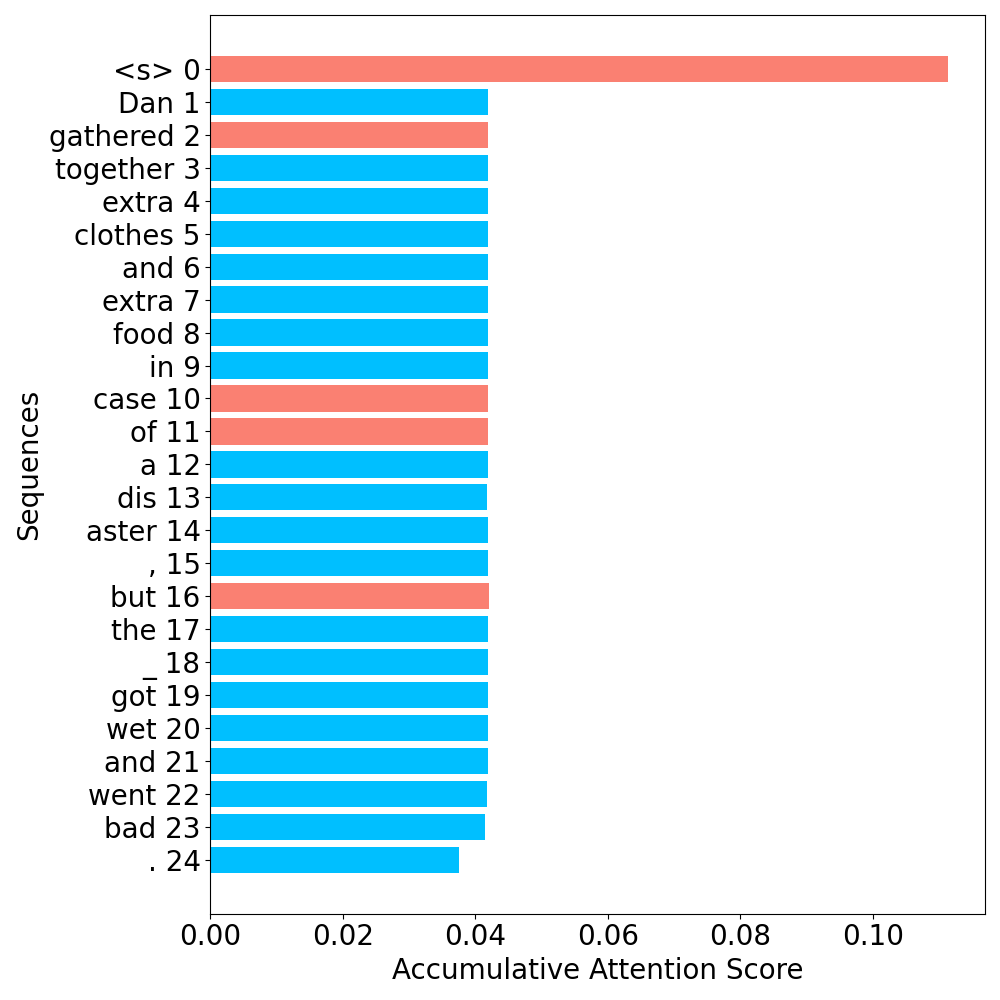 <s> 0
Dan 1
gathered 2
together 3
extra 4
clothes 5
and 6
extra 7
food 8
in 9
case 10
of 11
a 12
dis 13
aster 14
, 15
but 16
the 17
_ 18
got 19
wet 20
and 21
went 22
bad 23
. 24
Sequences
0.00 0.02 0.04 0.06 0.08 0.10
Accumulative Attention Score